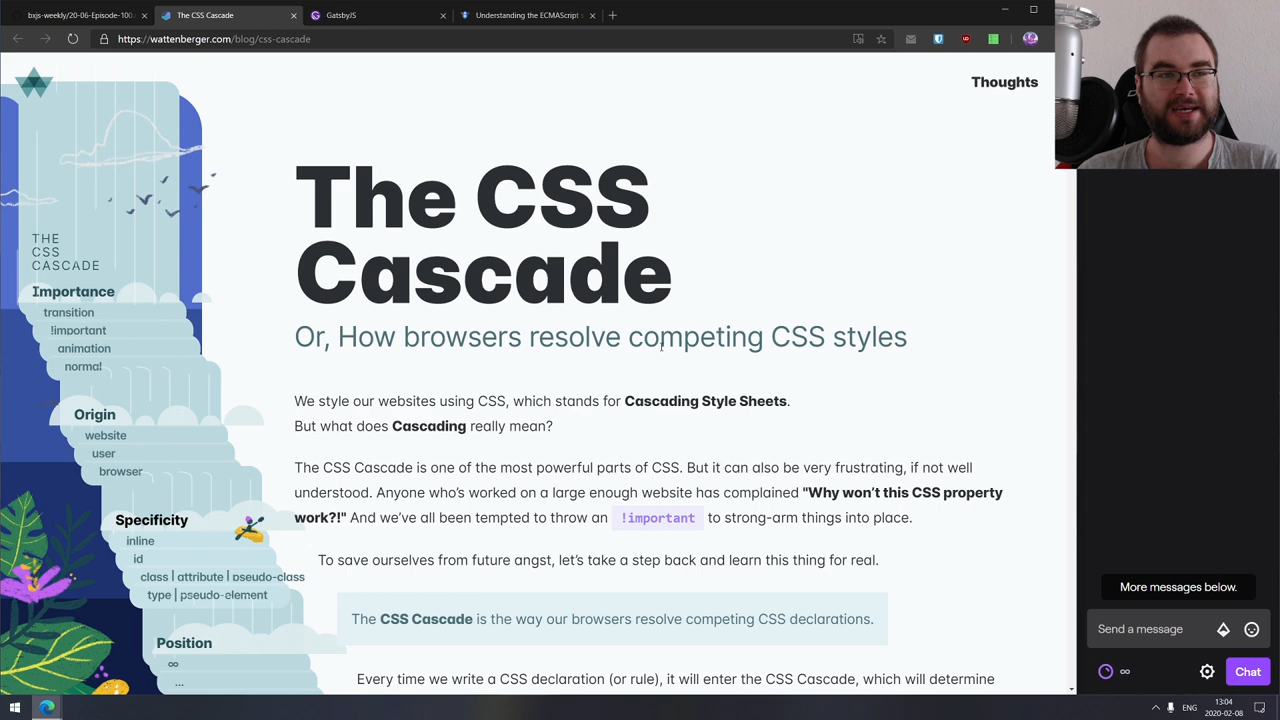 bxjs-weekly/20-06-Episode-100.
The CSS Cascade
GatsbyJS
Understanding the ECMAScript s
https://wattenberger.com/blog/css-cascade
Thoughts
THE
CSS
CASCADE
Importance
transition
!important
animation
normal
Origin
website
user
browser
Specificity
inline
id
class | attribute | pseudo-class
type | pseudo-element
Position
∞
...
The CSS
Cascade
Or, How browsers resolve competing CSS styles
We style our websites using CSS, which stands for Cascading Style Sheets.
But what does Cascading really mean?
The CSS Cascade is one of the most powerful parts of CSS. But it can also be very frustrating, if not well
understood. Anyone who's worked on a large enough website has complained "Why won't this CSS property
work?!" And we've all been tempted to throw an !important to strong-arm things into place.
To save ourselves from future angst, let's take a step back and learn this thing for real.
The CSS Cascade is the way our browsers resolve competing CSS declarations.
Every time we write a CSS declaration (or rule), it will enter the CSS Cascade, which will determine
More messages below.
Send a message
∞
Chat
ENG
13:04
2020-02-08